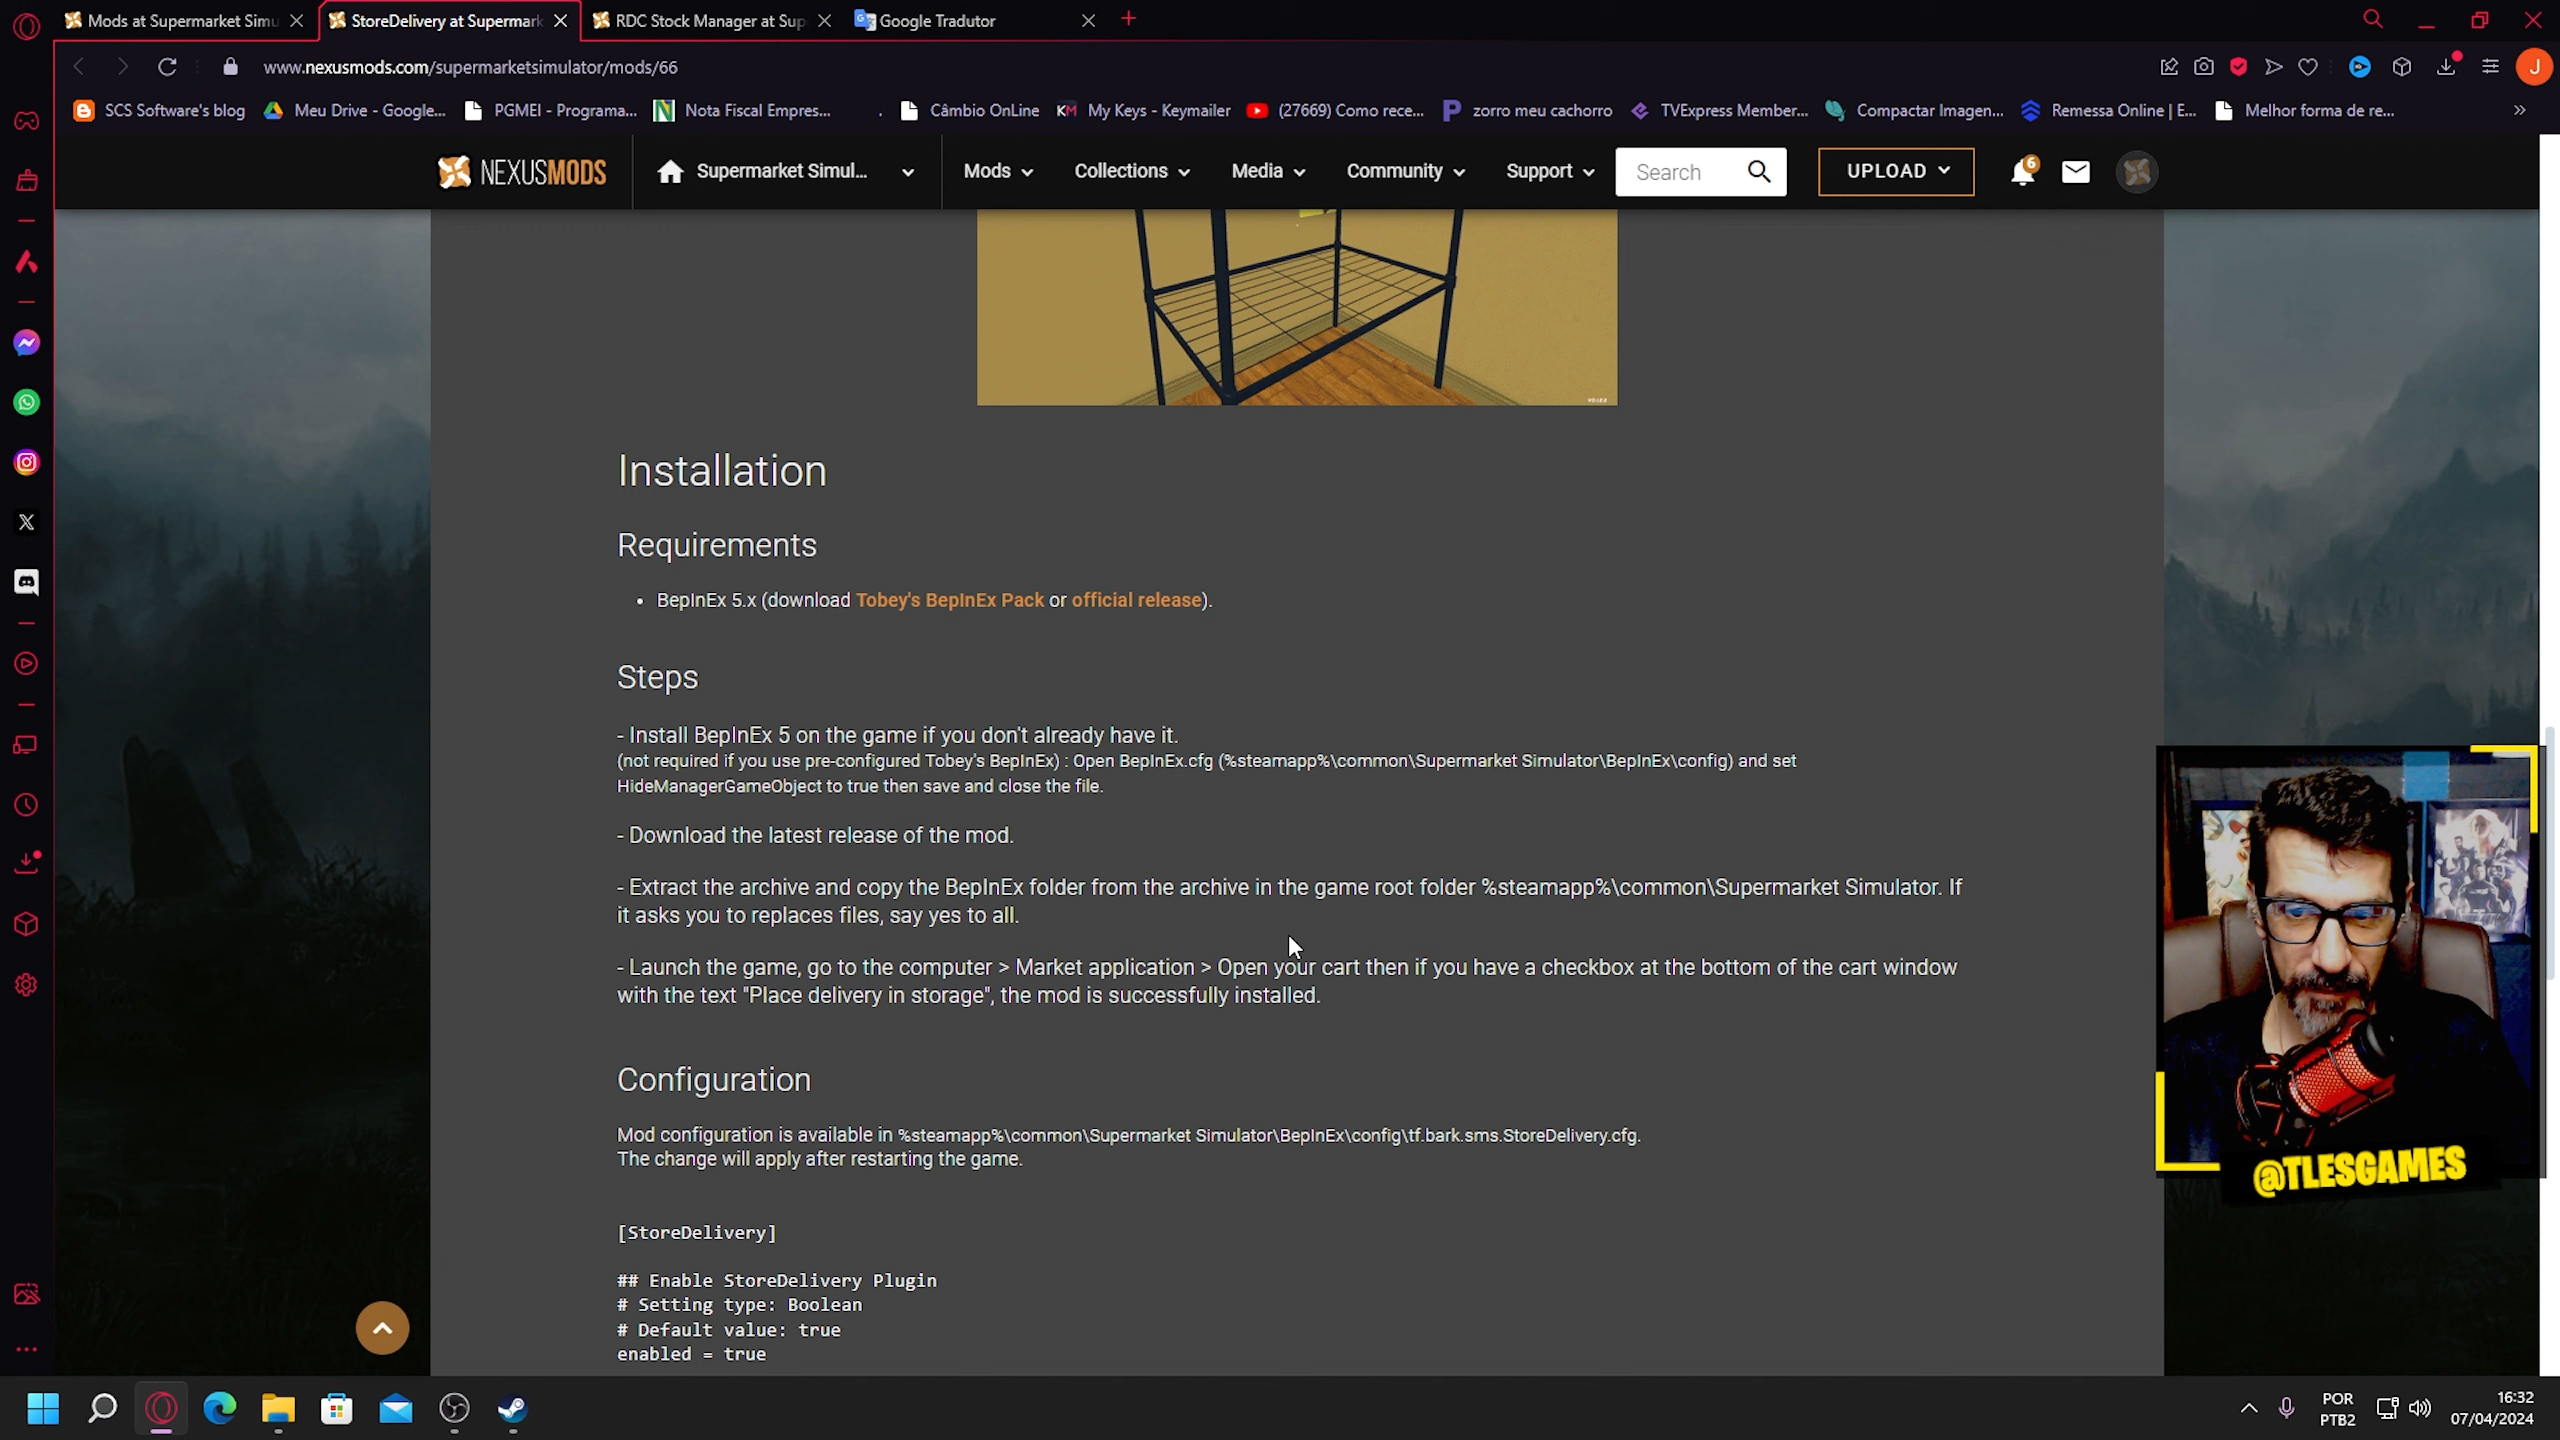 Mods at Supermarket Simu
StoreDelivery at Supermark
RDC Stock Manager at Sup
Google Tradutor
www.nexusmods.com/supermarketsimulator/mods/66
J
SCS Software's blog
Meu Drive - Google...
PGMEI - Programa...
Nota Fiscal Empres...
.
Câmbio OnLine
KM My Keys - Keymailer
(27669) Como rece...
zorro meu cachorro
TVExpress Member...
Compactar Imagen...
Remessa Online | E...
Melhor forma de re...
NEXUSMODS
Supermarket Simul...
Mods
Collections
Media
Community
Support
Search
UPLOAD
6
Installation
Requirements
• BepInEx 5.x (download Tobey's BepInEx Pack or official release).
Steps
- Install BepInEx 5 on the game if you don't already have it.
(not required if you use pre-configured Tobey's BepInEx) : Open BepInEx.cfg (%steamapp%\common\Supermarket Simulator\BepInEx\config) and set
HideManagerGameObject to true then save and close the file.
- Download the latest release of the mod.
- Extract the archive and copy the BepInEx folder from the archive in the game root folder %steamapp%\common\Supermarket Simulator. If
it asks you to replaces files, say yes to all.
- Launch the game, go to the computer > Market application > Open your cart then if you have a checkbox at the bottom of the cart window
with the text "Place delivery in storage", the mod is successfully installed.
Configuration
Mod configuration is available in %steamapp%\common\Supermarket Simulator\BepInEx\config\tf.bark.sms.StoreDelivery.cfg.
The change will apply after restarting the game.
[StoreDelivery]
## Enable StoreDelivery Plugin
# Setting type: Boolean
# Default value: true
enabled = true
@TLESGAMES
POR
PTB2
16:32
07/04/2024